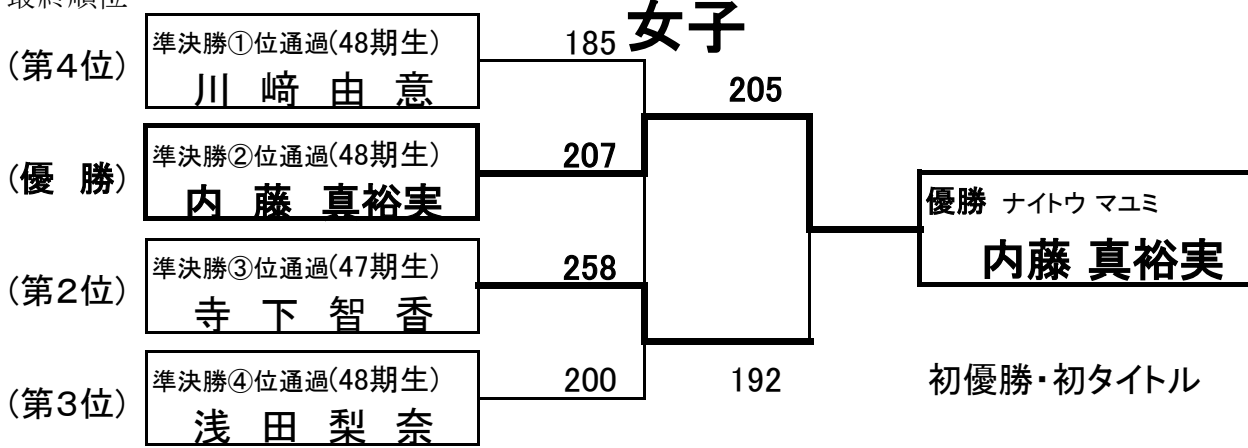 最終順位
女子
(第4位)
準決勝①位通過(48期生)
川 﨑 由 意
185
205
(優 勝)
準決勝②位通過(48期生)
内 藤 真裕実
207
優勝 ナイトウ マユミ
内藤 真裕実
(第2位)
準決勝③位通過(47期生)
寺 下 智 香
258
(第3位)
準決勝④位通過(48期生)
浅 田 梨 奈
200
192
初優勝・初タイトル